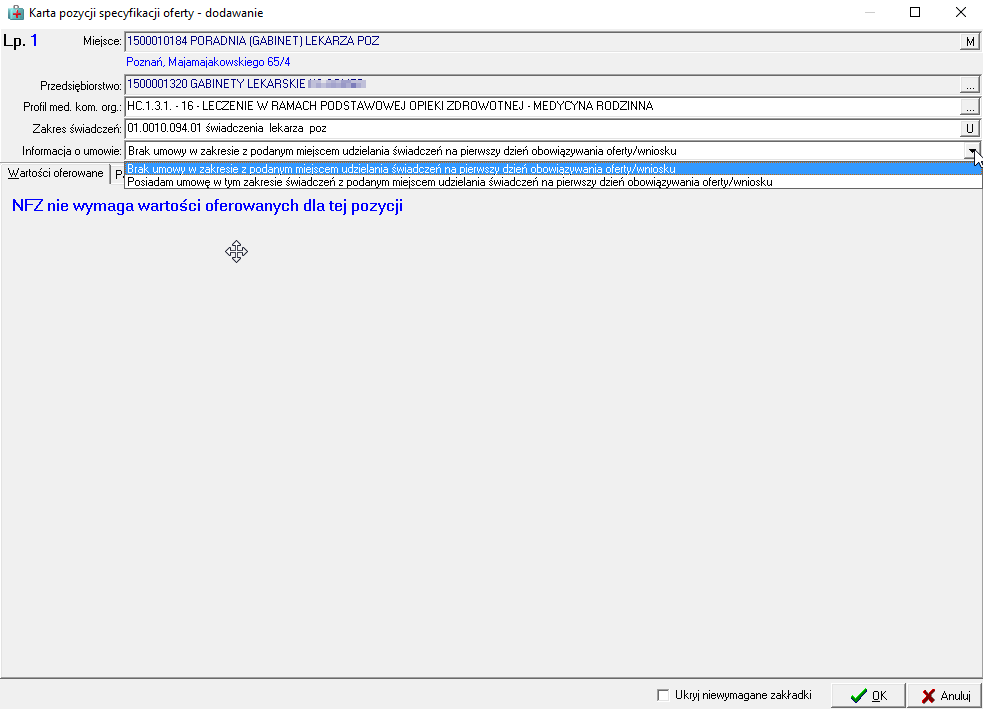 Karta pozycji specyfikacji oferty - dodawanie
Lp. 1 Miejsce: 1500010184 PORADNIA (GABINET) LEKARZA POZ M
Poznań, Majamajakowskiego 65/4
Przedsiębiorstwo: 1500001320 GABINETY LEKARSKIE ...
Profil med. kom. org.: HC.1.3.1. - 16 - LECZENIE W RAMACH PODSTAWOWEJ OPIEKI ZDROWOTNEJ - MEDYCYNA RODZINNA ...
Zakres świadczeń: 01.0010.094.01 świadczenia lekarza poz U
Informacja o umowie: Brak umowy w zakresie z podanym miejscem udzielania świadczeń na pierwszy dzień obowiązywania oferty/wniosku
Wartości oferowane P
Brak umowy w zakresie z podanym miejscem udzielania świadczeń na pierwszy dzień obowiązywania oferty/wniosku
Posiadam umowę w tym zakresie świadczeń z podanym miejscem udzielania świadczeń na pierwszy dzień obowiązywania oferty/wniosku
NFZ nie wymaga wartości oferowanych dla tej pozycji
Ukryj niewymagane zakładki OK Anuluj